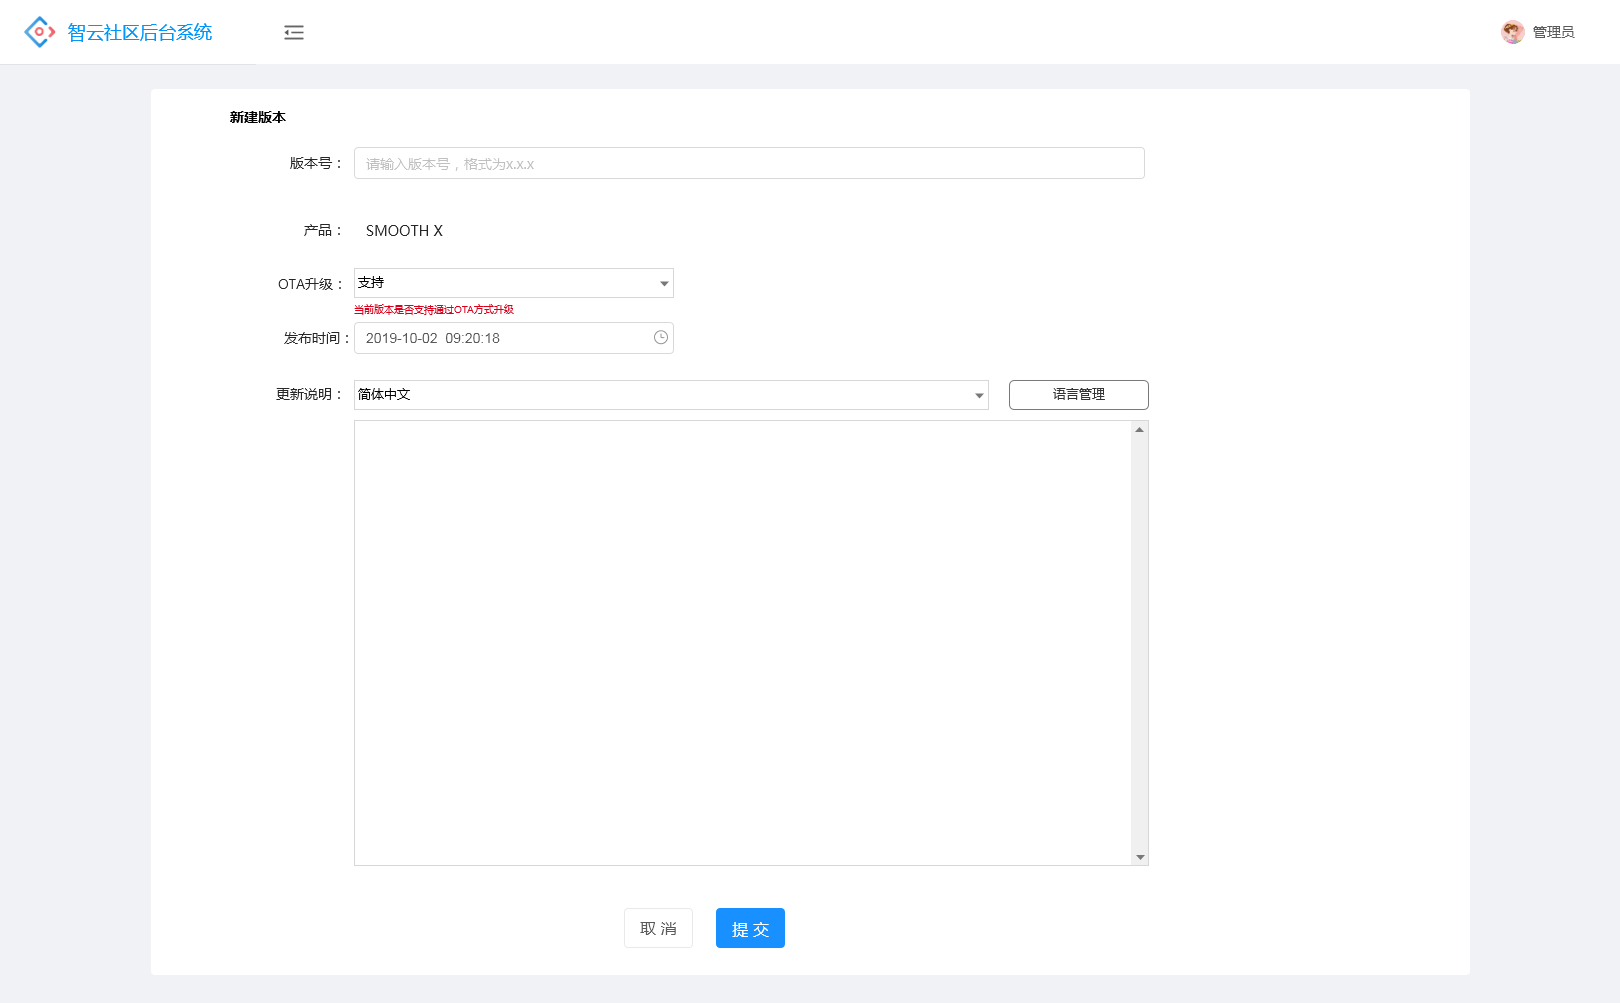 智云社区后台系统
管理员
新建版本
版本号：
请输入版本号，格式为x.x.x
产品：
SMOOTH X
OTA升级：
支持
当前版本是否支持通过OTA方式升级
发布时间：
2019-10-02 09:20:18
更新说明：
简体中文
语言管理
取 消
提 交